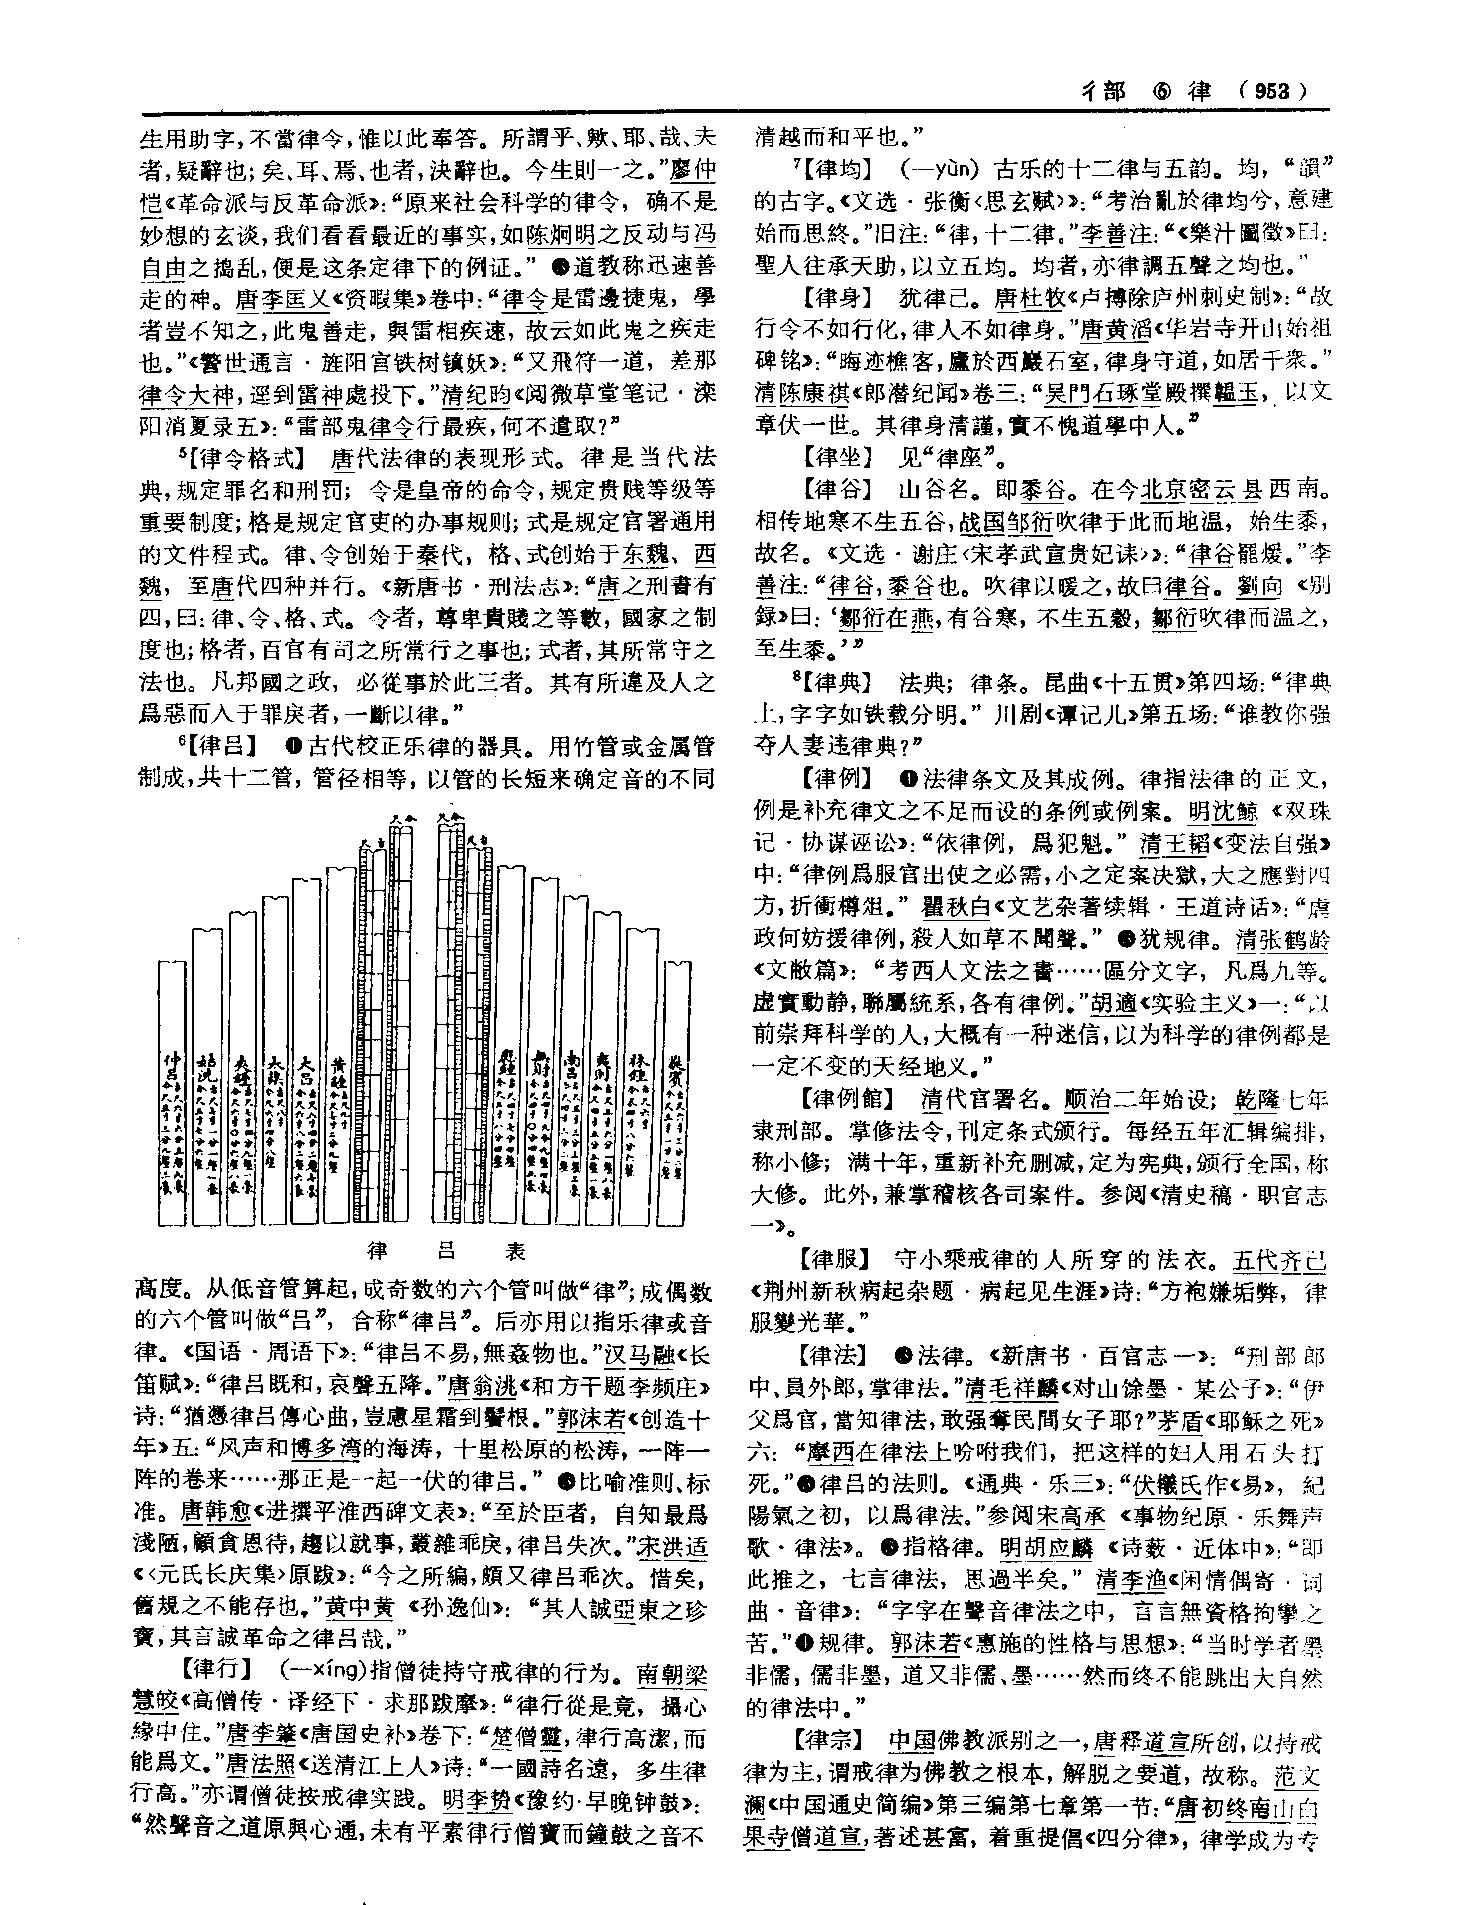 彳部 ⑥ 律 （953）
生用助字，不當律令，惟以此奉答。所謂乎、歟、耶、哉、夫
者，疑辭也；矣、耳、焉、也者，決辭也。今生則一之。”廖仲
恺《革命派与反革命派》：“原来社会科学的律令，确不是
妙想的玄谈，我们看看最近的事实，如陈炯明之反动与冯
自由之捣乱，便是这条定律下的例证。”❸道教称迅速善
走的神。唐李匡乂《资暇集》卷中：“律令是雷邊捷鬼，學
者豈不知之，此鬼善走，與雷相疾速，故云如此鬼之疾走
也。”《警世通言·旌阳宫铁树镇妖》：“又飛符一道，差那
律令大神，遥到雷神處投下。”清纪昀《阅微草堂笔记·滦
阳消夏录五》：“雷部鬼律令行最疾，何不遣取？”
⁵【律令格式】 唐代法律的表现形式。律是当代法
典，规定罪名和刑罚；令是皇帝的命令，规定贵贱等级等
重要制度；格是规定官吏的办事规则；式是规定官署通用
的文件程式。律、令创始于秦代，格、式创始于东魏、西
魏，至唐代四种并行。《新唐书·刑法志》：“唐之刑書有
四，曰：律、令、格、式。令者，尊卑貴賤之等數，國家之制
度也；格者，百官有司之所常行之事也；式者，其所常守之
法也。凡邦國之政，必從事於此三者。其有所違及人之
爲惡而入于罪戾者，一斷以律。”
⁶【律吕】 ❶古代校正乐律的器具。用竹管或金属管
制成，共十二管，管径相等，以管的长短来确定音的不同
律 吕 表
高度。从低音管算起，成奇数的六个管叫做“律”；成偶数
的六个管叫做“吕”，合称“律吕”。后亦用以指乐律或音
律。《国语·周语下》：“律吕不易，無姦物也。”汉马融《长
笛赋》：“律吕既和，哀聲五降。”唐翁洮《和方干题李频庄》
诗：“猶憑律吕傳心曲，豈慮星霜到鬢根。”郭沫若《创造十
年》五：“风声和博多湾的海涛，十里松原的松涛，一阵一
阵的卷来……那正是一起一伏的律吕。”❷比喻准则、标
准。唐韩愈《进撰平淮西碑文表》：“至於臣者，自知最爲
淺陋，顧貪恩待，趨以就事，叢雜乖戾，律吕失次。”宋洪适
《〈元氏长庆集〉原跋》：“今之所编，頗又律吕乖次。惜矣，
舊規之不能存也。”黄中黄《孙逸仙》：“其人誠亞東之珍
寶，其言誠革命之律吕哉。”
【律行】 （—xíng）指僧徒持守戒律的行为。南朝梁
慧皎《高僧传·译经下·求那跋摩》：“律行從是竟，攝心
緣中住。”唐李肇《唐国史补》卷下：“楚僧靈，律行高潔，而
能爲文。”唐法照《送清江上人》诗：“一國詩名遠，多生律
行高。”亦谓僧徒按戒律实践。明李贽《豫约·早晚钟鼓》：
“然聲音之道原與心通，未有平素律行僧寶而鐘鼓之音不
清越而和平也。”
⁷【律均】 （—yùn）古乐的十二律与五韵。均，“韻”
的古字。《文选·张衡〈思玄赋〉》：“考治亂於律均兮，意建
始而思終。”旧注：“律，十二律。”李善注：“《樂汁圖徵》曰：
聖人往承天助，以立五均。均者，亦律調五聲之均也。”
【律身】 犹律己。唐杜牧《卢搏除庐州刺史制》：“故
行令不如行化，律人不如律身。”唐黄滔《华岩寺开山始祖
碑铭》：“晦迹樵客，廬於西巖石室，律身守道，如居千衆。”
清陈康祺《郎潜纪闻》卷三：“吴門石琢堂殿撰韞玉，以文
章伏一世。其律身清謹，實不愧道學中人。”
【律坐】 见“律座”。
【律谷】 山谷名。即黍谷。在今北京密云县西南。
相传地寒不生五谷，战国邹衍吹律于此而地温，始生黍，
故名。《文选·谢庄〈宋孝武宣贵妃诔〉》：“律谷罷煖。”李
善注：“律谷，黍谷也。吹律以暖之，故曰律谷。劉向《别
録》曰：‘鄒衍在燕，有谷寒，不生五穀，鄒衍吹律而温之，
至生黍。’”
⁸【律典】 法典；律条。昆曲《十五贯》第四场：“律典
上，字字如铁载分明。”川剧《谭记儿》第五场：“谁教你强
夺人妻违律典？”
【律例】 ❶法律条文及其成例。律指法律的正文，
例是补充律文之不足而设的条例或例案。明沈鲸《双珠
记·协谋诬讼》：“依律例，爲犯魁。”清王韬《变法自强》
中：“律例爲服官出使之必需，小之定案决獄，大之應對四
方，折衝樽俎。”瞿秋白《文艺杂著续辑·王道诗话》：“虐
政何妨援律例，殺人如草不聞聲。”❷犹规律。清张鹤龄
《文敝篇》：“考西人文法之書……區分文字，凡爲九等。
虚實動静，聯屬統系，各有律例。”胡適《实验主义》一：“以
前崇拜科学的人，大概有一种迷信，以为科学的律例都是
一定不变的天经地义。”
【律例館】 清代官署名。顺治二年始设；乾隆七年
隶刑部。掌修法令，刊定条式颁行。每经五年汇辑编排，
称小修；满十年，重新补充删减，定为宪典，颁行全国，称
大修。此外，兼掌稽核各司案件。参阅《清史稿·职官志
一》。
【律服】 守小乘戒律的人所穿的法衣。五代齐己
《荆州新秋病起杂题·病起见生涯》诗：“方袍嫌垢弊，律
服變光華。”
【律法】 ❶法律。《新唐书·百官志一》：“刑部郎
中、員外郎，掌律法。”清毛祥麟《对山馀墨·某公子》：“伊
父爲官，當知律法，敢强奪民間女子耶？”茅盾《耶稣之死》
六：“摩西在律法上吩咐我们，把这样的妇人用石头打
死。”❷律吕的法则。《通典·乐三》：“伏犧氏作《易》，紀
陽氣之初，以爲律法。”参阅宋高承《事物纪原·乐舞声
歌·律法》。❸指格律。明胡应麟《诗薮·近体中》：“即
此推之，七言律法，思過半矣。”清李渔《闲情偶寄·词
曲·音律》：“字字在聲音律法之中，言言無資格拘攣之
苦。”❹规律。郭沫若《惠施的性格与思想》：“当时学者墨
非儒，儒非墨，道又非儒、墨……然而终不能跳出大自然
的律法中。”
【律宗】 中国佛教派别之一，唐释道宣所创，以持戒
律为主，谓戒律为佛教之根本，解脱之要道，故称。范文
澜《中国通史简编》第三编第七章第一节：“唐初终南山白
果寺僧道宣，著述甚富，着重提倡《四分律》，律学成为专